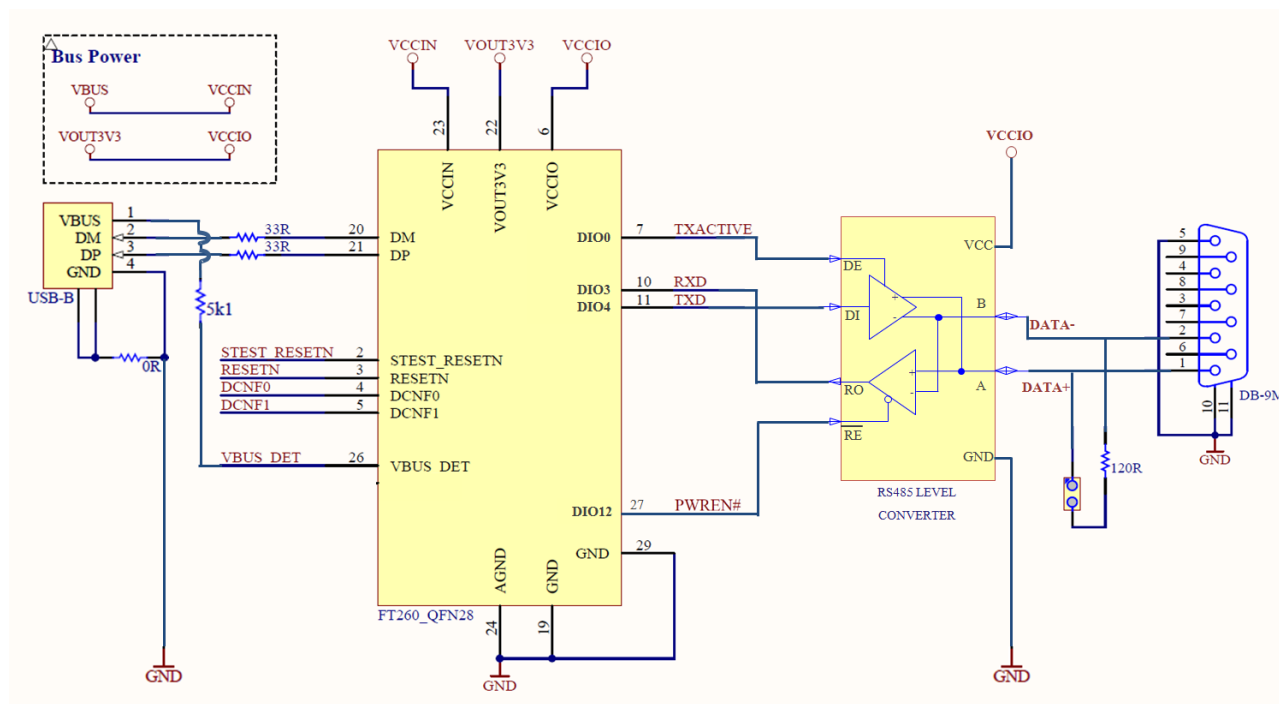 Bus Power
VBUS VCCIN
VOUT3V3 VCCIO
VCCIN VOUT3V3 VCCIO
23 22 6
VCCIN VOUT3V3 VCCIO
VBUS 1
DM 2 33R 20 DM
DP 3 33R 21 DP
GND 4
USB-B
5k1
0R
STEST_RESETN 2 STEST_RESETN
RESETN 3 RESETN
DCNF0 4 DCNF0
DCNF1 5 DCNF1
VBUS_DET 26 VBUS_DET
DIO0 7 TXACTIVE
DIO3 10 RXD
DIO4 11 TXD
DIO12 27 PWREN#
GND 29
AGND GND
24 19
FT260_QFN28
GND
GND
VCCIO
VCC
DE
DI
+
-
B
RO
+
-
A
RE
GND
RS485 LEVEL
CONVERTER
GND
DATA-
DATA+
120R
5
9
4
8
3
7
2
6
1
10 11
DB-9M
GND